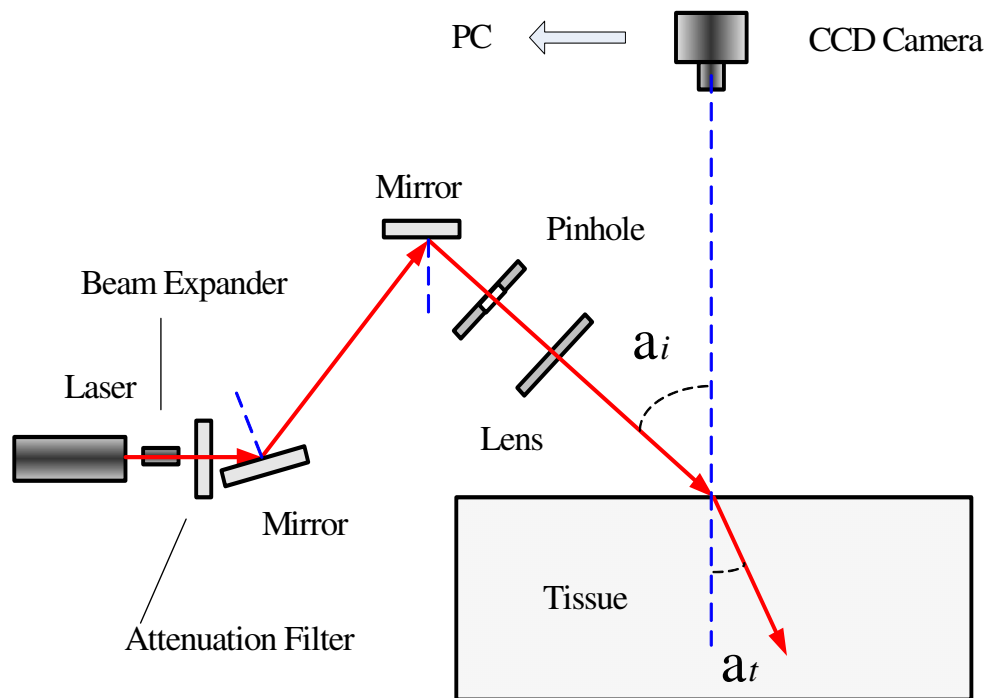 PC
CCD Camera
Mirror
Pinhole
Beam Expander
ai
Laser
Lens
Mirror
Tissue
Attenuation Filter
at